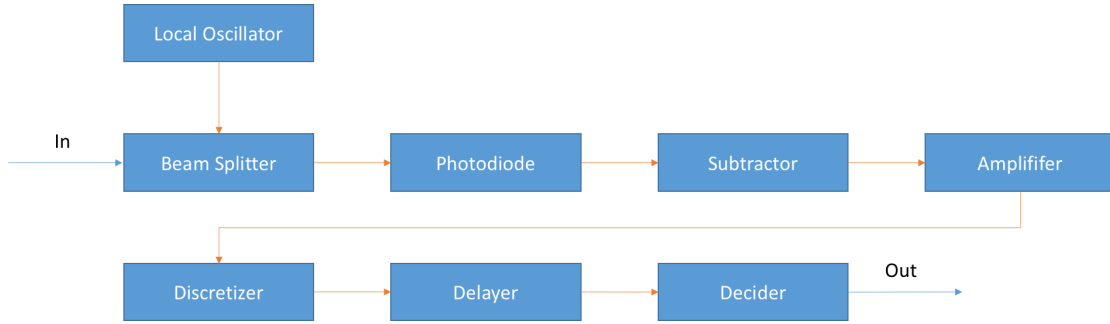 Local Oscillator
In
Beam Splitter
Photodiode
Subtractor
Amplififer
Discretizer
Delayer
Decider
Out